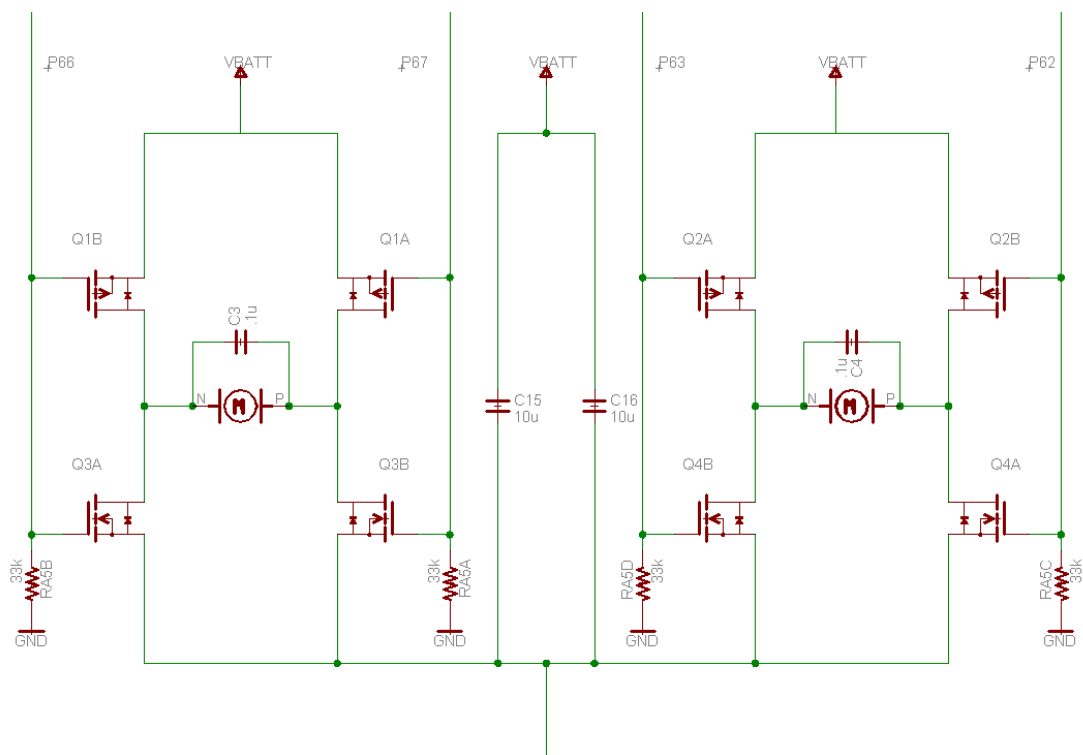 P66
VBATT
P67
VBATT
P63
VBATT
P62
Q1B
Q1A
Q2A
Q2B
C3
.1u
.1u
C4
N
M
P
C15
10u
C16
10u
N
M
P
Q3A
Q3B
Q4B
Q4A
33k
RA5B
33k
RA5A
RA5D
33k
RA5C
33k
GND
GND
GND
GND